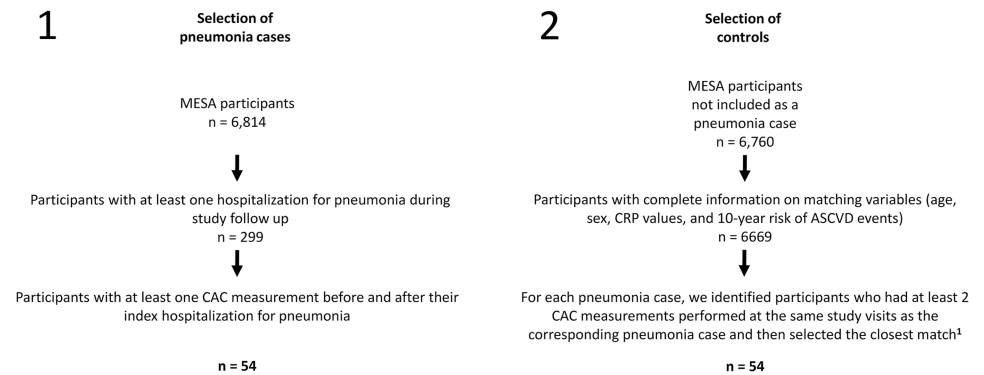 1
Selection of
pneumonia cases
MESA participants
n = 6,814
Participants with at least one hospitalization for pneumonia during
study follow up
n = 299
Participants with at least one CAC measurement before and after their
index hospitalization for pneumonia
n = 54
2
Selection of
controls
MESA participants
not included as a
pneumonia case
n = 6,760
Participants with complete information on matching variables (age,
sex, CRP values, and 10-year risk of ASCVD events)
n = 6669
For each pneumonia case, we identified participants who had at least 2
CAC measurements performed at the same study visits as the
corresponding pneumonia case and then selected the closest match¹
n = 54